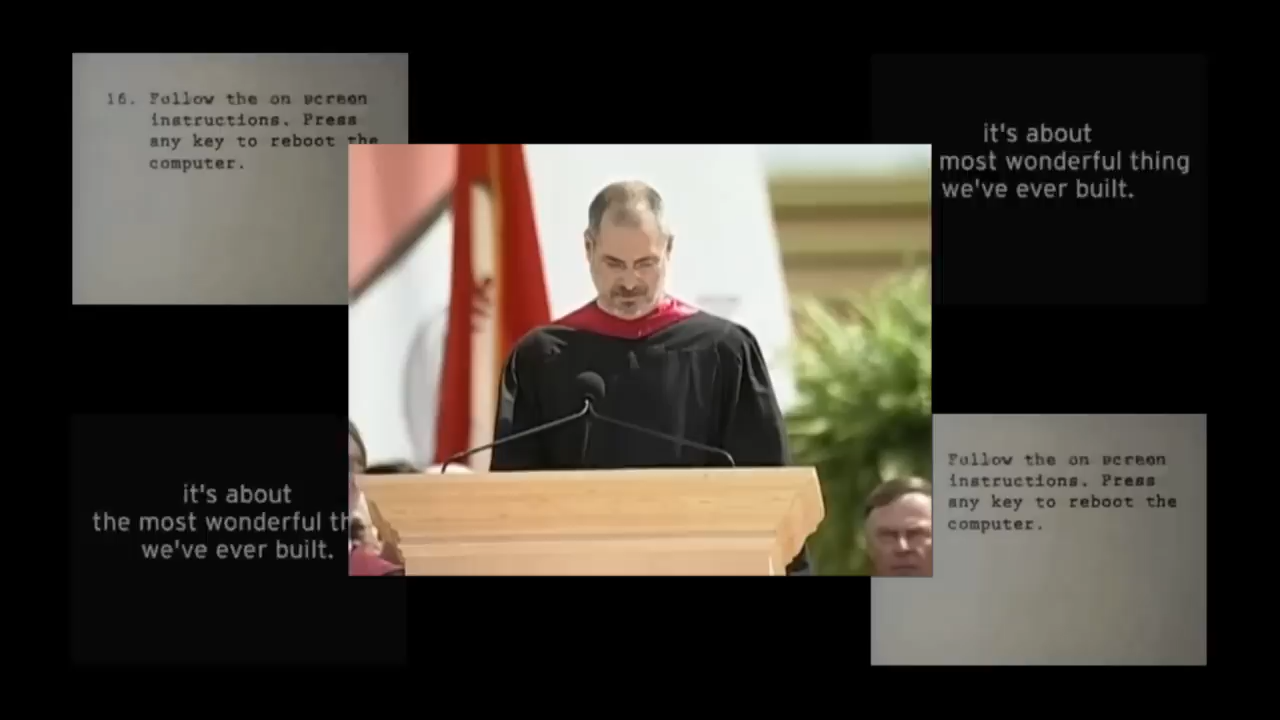 16. Follow the on screen
instructions. Press
any key to reboot the
computer.
it's about
most wonderful thing
we've ever built.
it's about
the most wonderful th
we've ever built.
Follow the on screen
instructions. Press
any key to reboot the
computer.